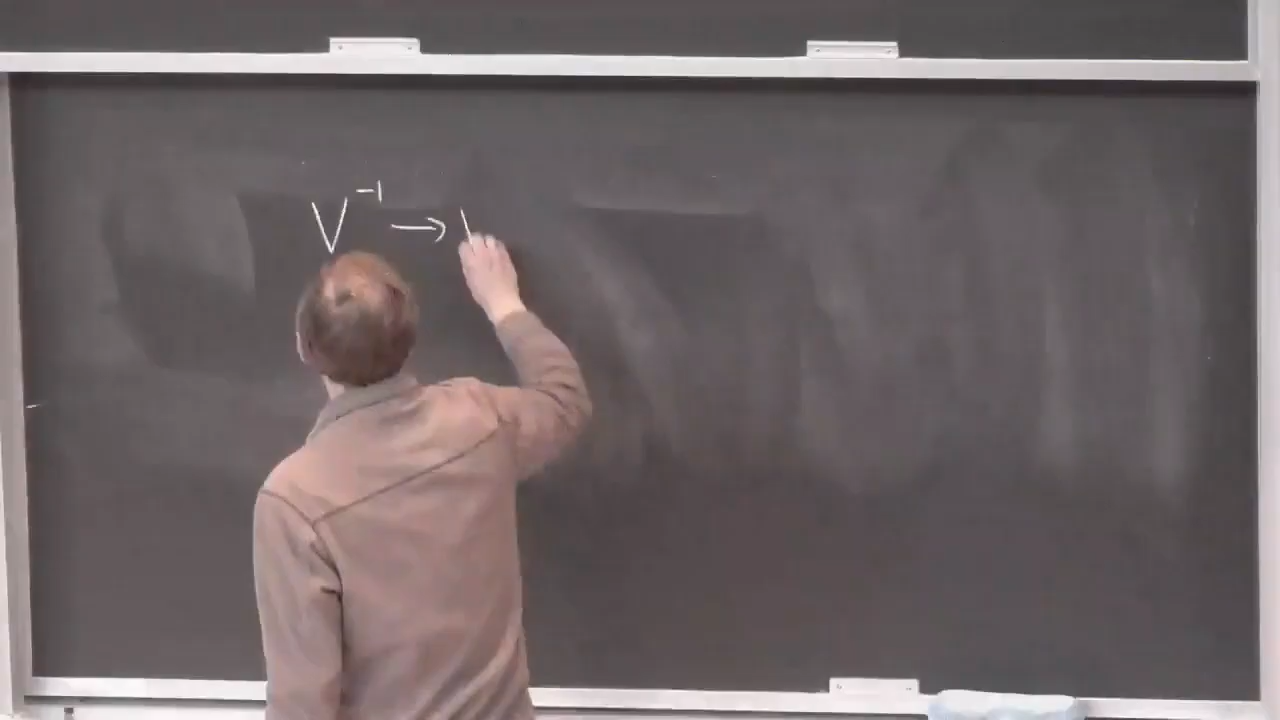 V⁻¹ → \